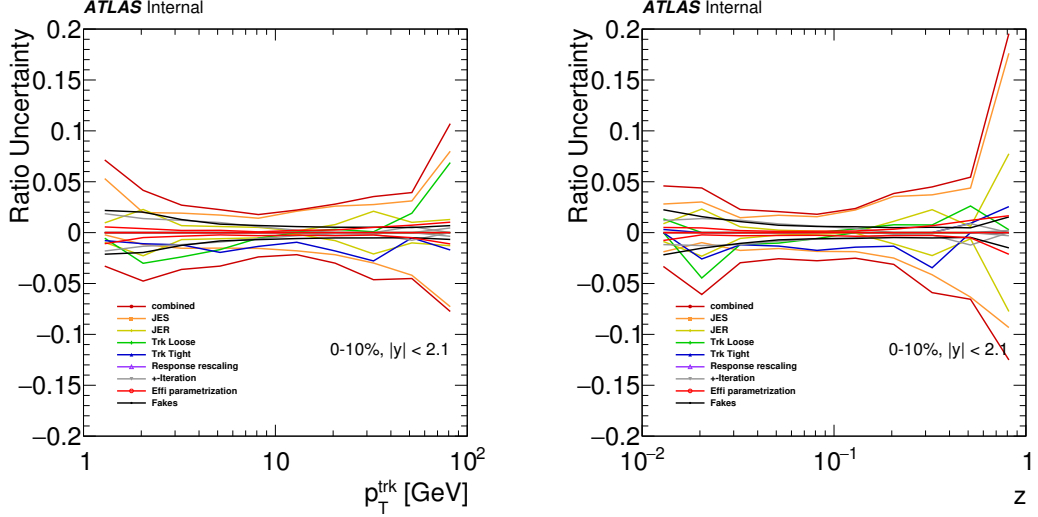 ATLAS Internal
Ratio Uncertainty
0.2
0.15
0.1
0.05
0
−0.05
−0.1
−0.15
−0.2
combined
JES
JER
Trk Loose
Trk Tight
Response rescaling
+-Iteration
Effi parametrization
Fakes
0-10%, |y| < 2.1
1 10 10²
p_T^trk [GeV]
ATLAS Internal
Ratio Uncertainty
0.2
0.15
0.1
0.05
0
−0.05
−0.1
−0.15
−0.2
combined
JES
JER
Trk Loose
Trk Tight
Response rescaling
+-Iteration
Effi parametrization
Fakes
0-10%, |y| < 2.1
10⁻² 10⁻¹ 1
z